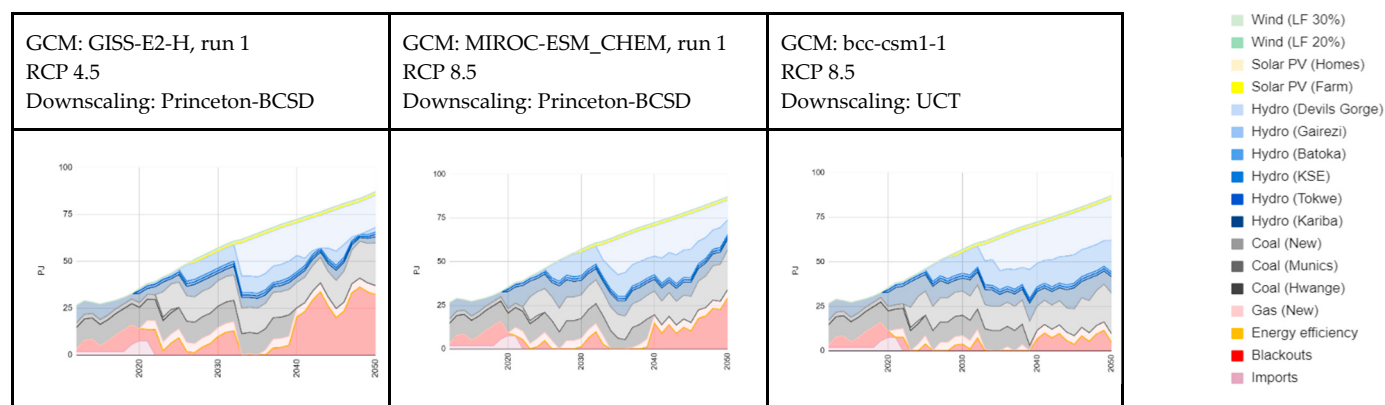 GCM: GISS-E2-H, run 1
RCP 4.5
Downscaling: Princeton-BCSD
GCM: MIROC-ESM_CHEM, run 1
RCP 8.5
Downscaling: Princeton-BCSD
GCM: bcc-csm1-1
RCP 8.5
Downscaling: UCT
100
75
50
25
0
PJ
2020
2030
2040
2050
100
75
50
25
0
PJ
2020
2030
2040
2050
100
75
50
25
0
PJ
2020
2030
2040
2050
Wind (LF 30%)
Wind (LF 20%)
Solar PV (Homes)
Solar PV (Farm)
Hydro (Devils Gorge)
Hydro (Gairezi)
Hydro (Batoka)
Hydro (KSE)
Hydro (Tokwe)
Hydro (Kariba)
Coal (New)
Coal (Munics)
Coal (Hwange)
Gas (New)
Energy efficiency
Blackouts
Imports